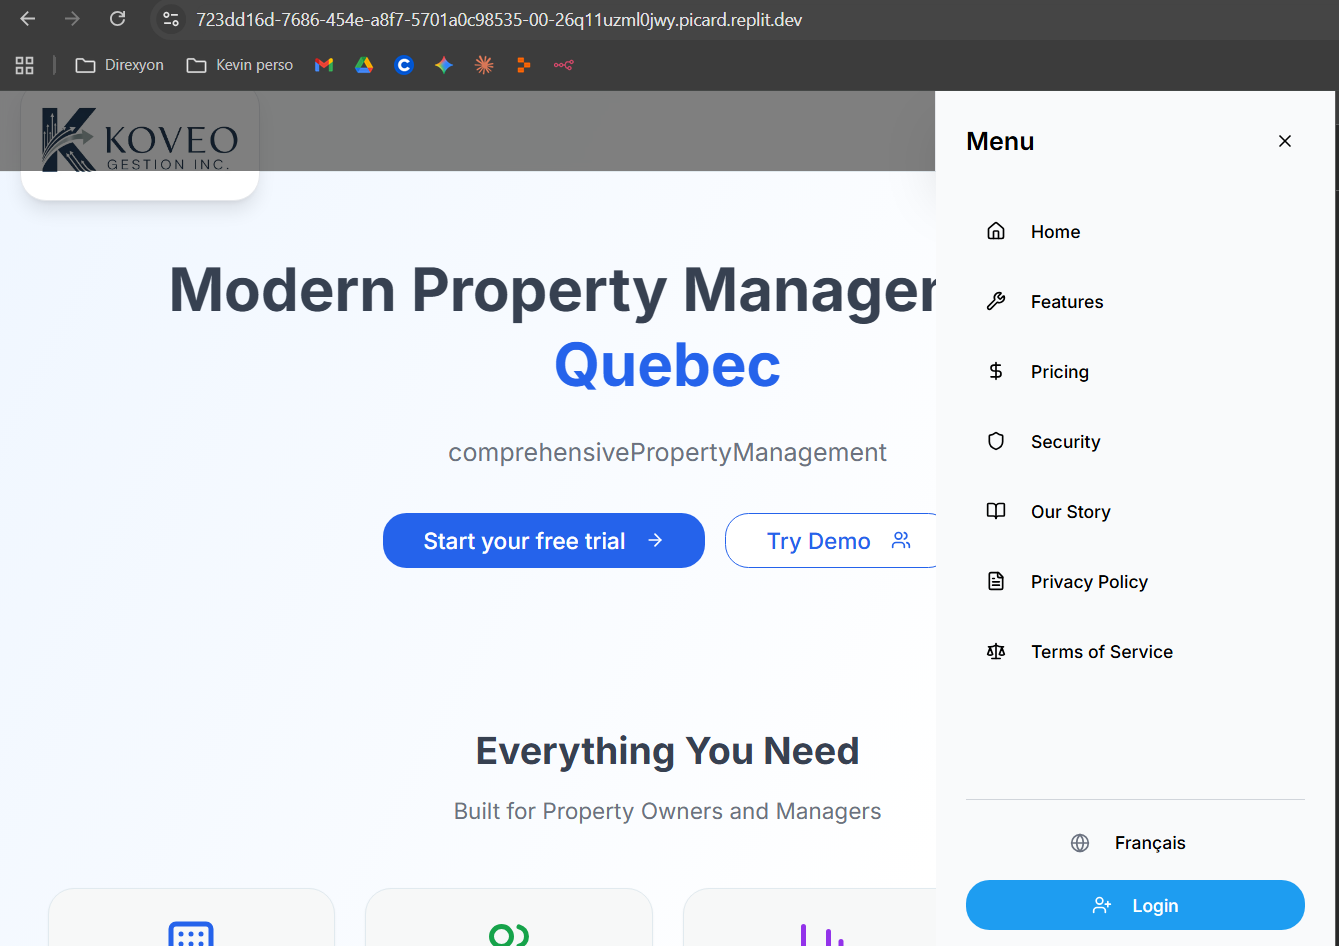 723dd16d-7686-454e-a8f7-5701a0c98535-00-26q11uzml0jwy.picard.replit.dev
Direxyon
Kevin perso
KOVEO
GESTION INC.
Modern Property Manager
Quebec
comprehensivePropertyManagement
Start your free trial
Try Demo
Everything You Need
Built for Property Owners and Managers
Menu
Home
Features
Pricing
Security
Our Story
Privacy Policy
Terms of Service
Français
Login